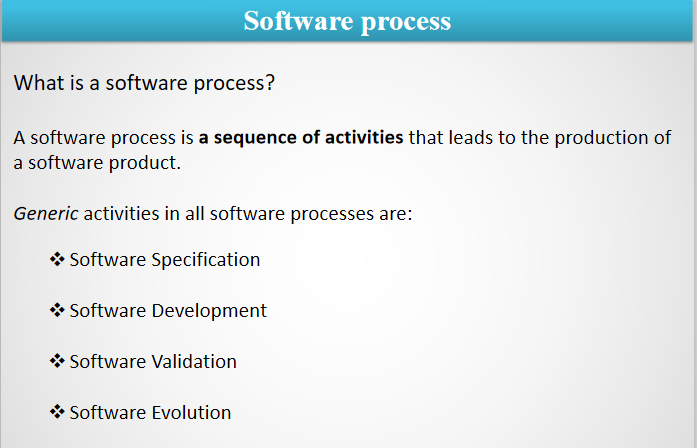 Software process
What is a software process?
A software process is a sequence of activities that leads to the production of
a software product.
Generic activities in all software processes are:
❖ Software Specification
❖ Software Development
❖ Software Validation
❖ Software Evolution